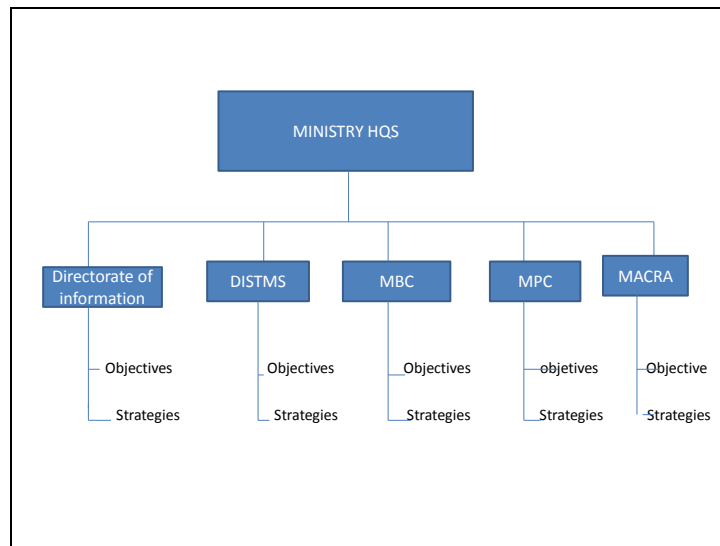 MINISTRY HQS
Directorate of
information
DISTMS
MBC
MPC
MACRA
Objectives
Objectives
Objectives
objetives
Objective
Strategies
Strategies
Strategies
Strategies
Strategies